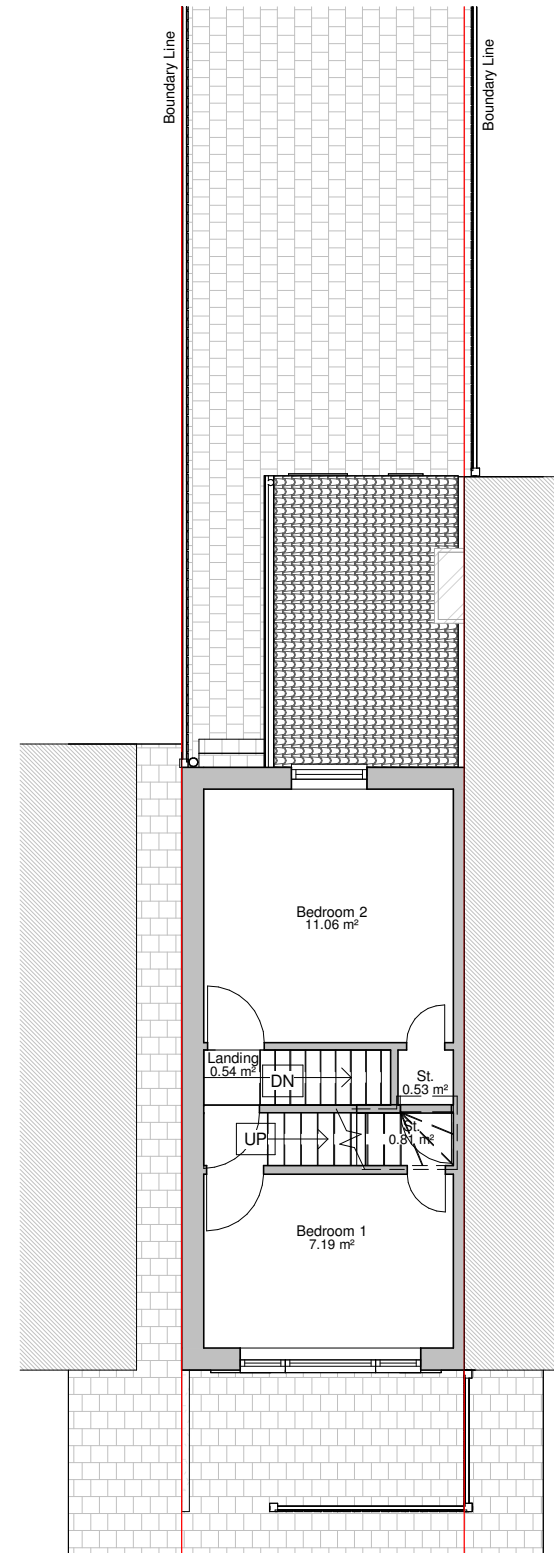 Boundary Line
Boundary Line
Bedroom 2
11.06 m²
Landing
0.54 m²
DN
St.
0.53 m²
UP
St.
0.81 m²
Bedroom 1
7.19 m²